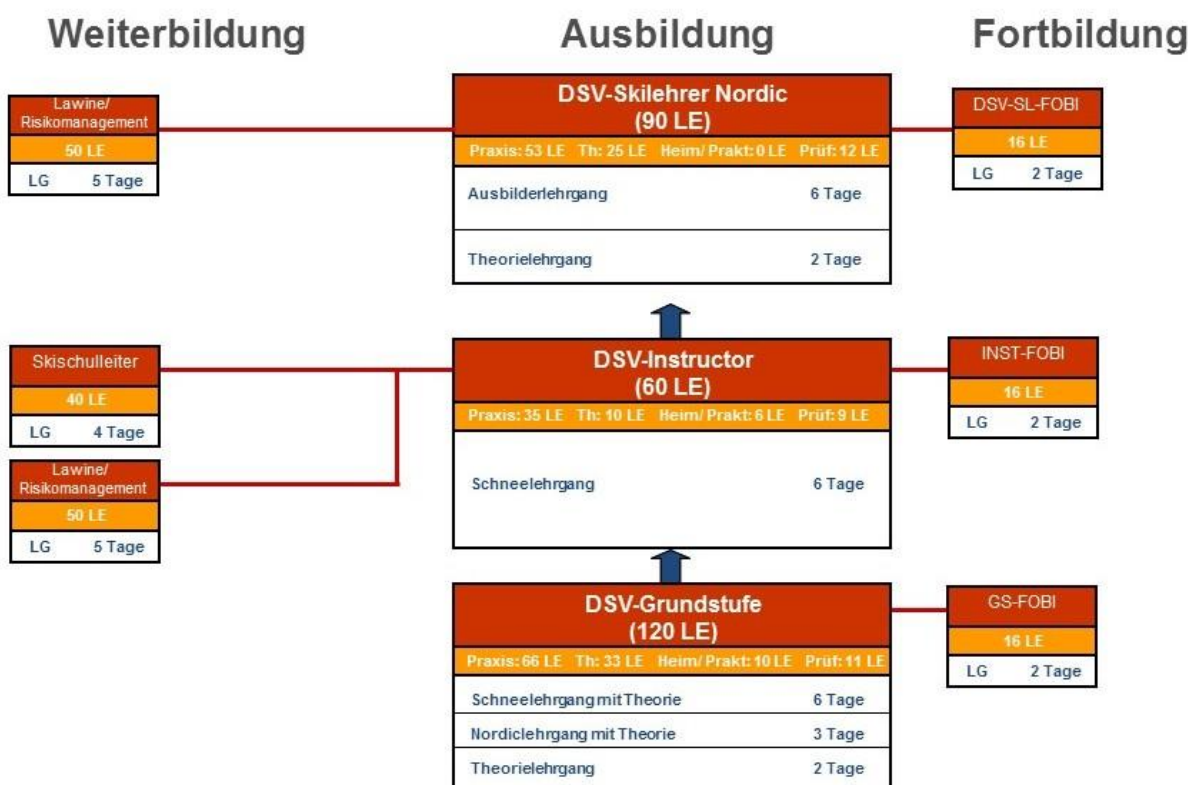 Weiterbildung Ausbildung Fortbildung
Lawine/
Risikomanagement
50 LE
LG 5 Tage
DSV-Skilehrer Nordic
(90 LE)
Praxis: 53 LE Th: 25 LE Heim/ Prakt: 0 LE Prüf: 12 LE
Ausbilderlehrgang 6 Tage
Theorielehrgang 2 Tage
DSV-SL-FOBI
16 LE
LG 2 Tage
Skischulleiter
40 LE
LG 4 Tage
Lawine/
Risikomanagement
50 LE
LG 5 Tage
DSV-Instructor
(60 LE)
Praxis: 35 LE Th: 10 LE Heim/ Prakt: 6 LE Prüf: 9 LE
Schneelehrgang 6 Tage
INST-FOBI
16 LE
LG 2 Tage
DSV-Grundstufe
(120 LE)
Praxis: 66 LE Th: 33 LE Heim/ Prakt: 10 LE Prüf: 11 LE
Schneelehrgang mit Theorie 6 Tage
Nordiclehrgang mit Theorie 3 Tage
Theorielehrgang 2 Tage
GS-FOBI
16 LE
LG 2 Tage